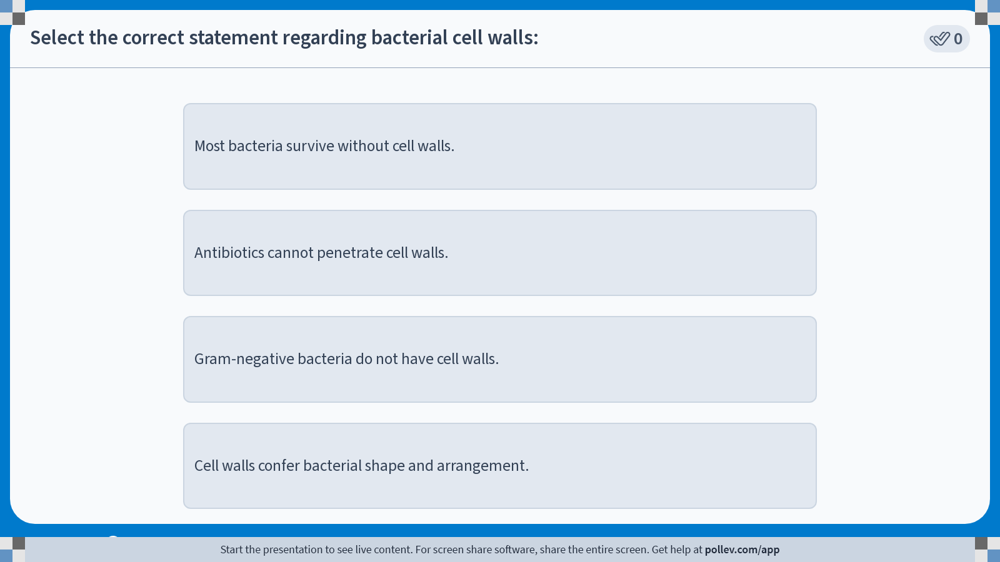 Select the correct statement regarding bacterial cell walls:
0
Most bacteria survive without cell walls.
Antibiotics cannot penetrate cell walls.
Gram-negative bacteria do not have cell walls.
Cell walls confer bacterial shape and arrangement.
Start the presentation to see live content. For screen share software, share the entire screen. Get help at pollev.com/app